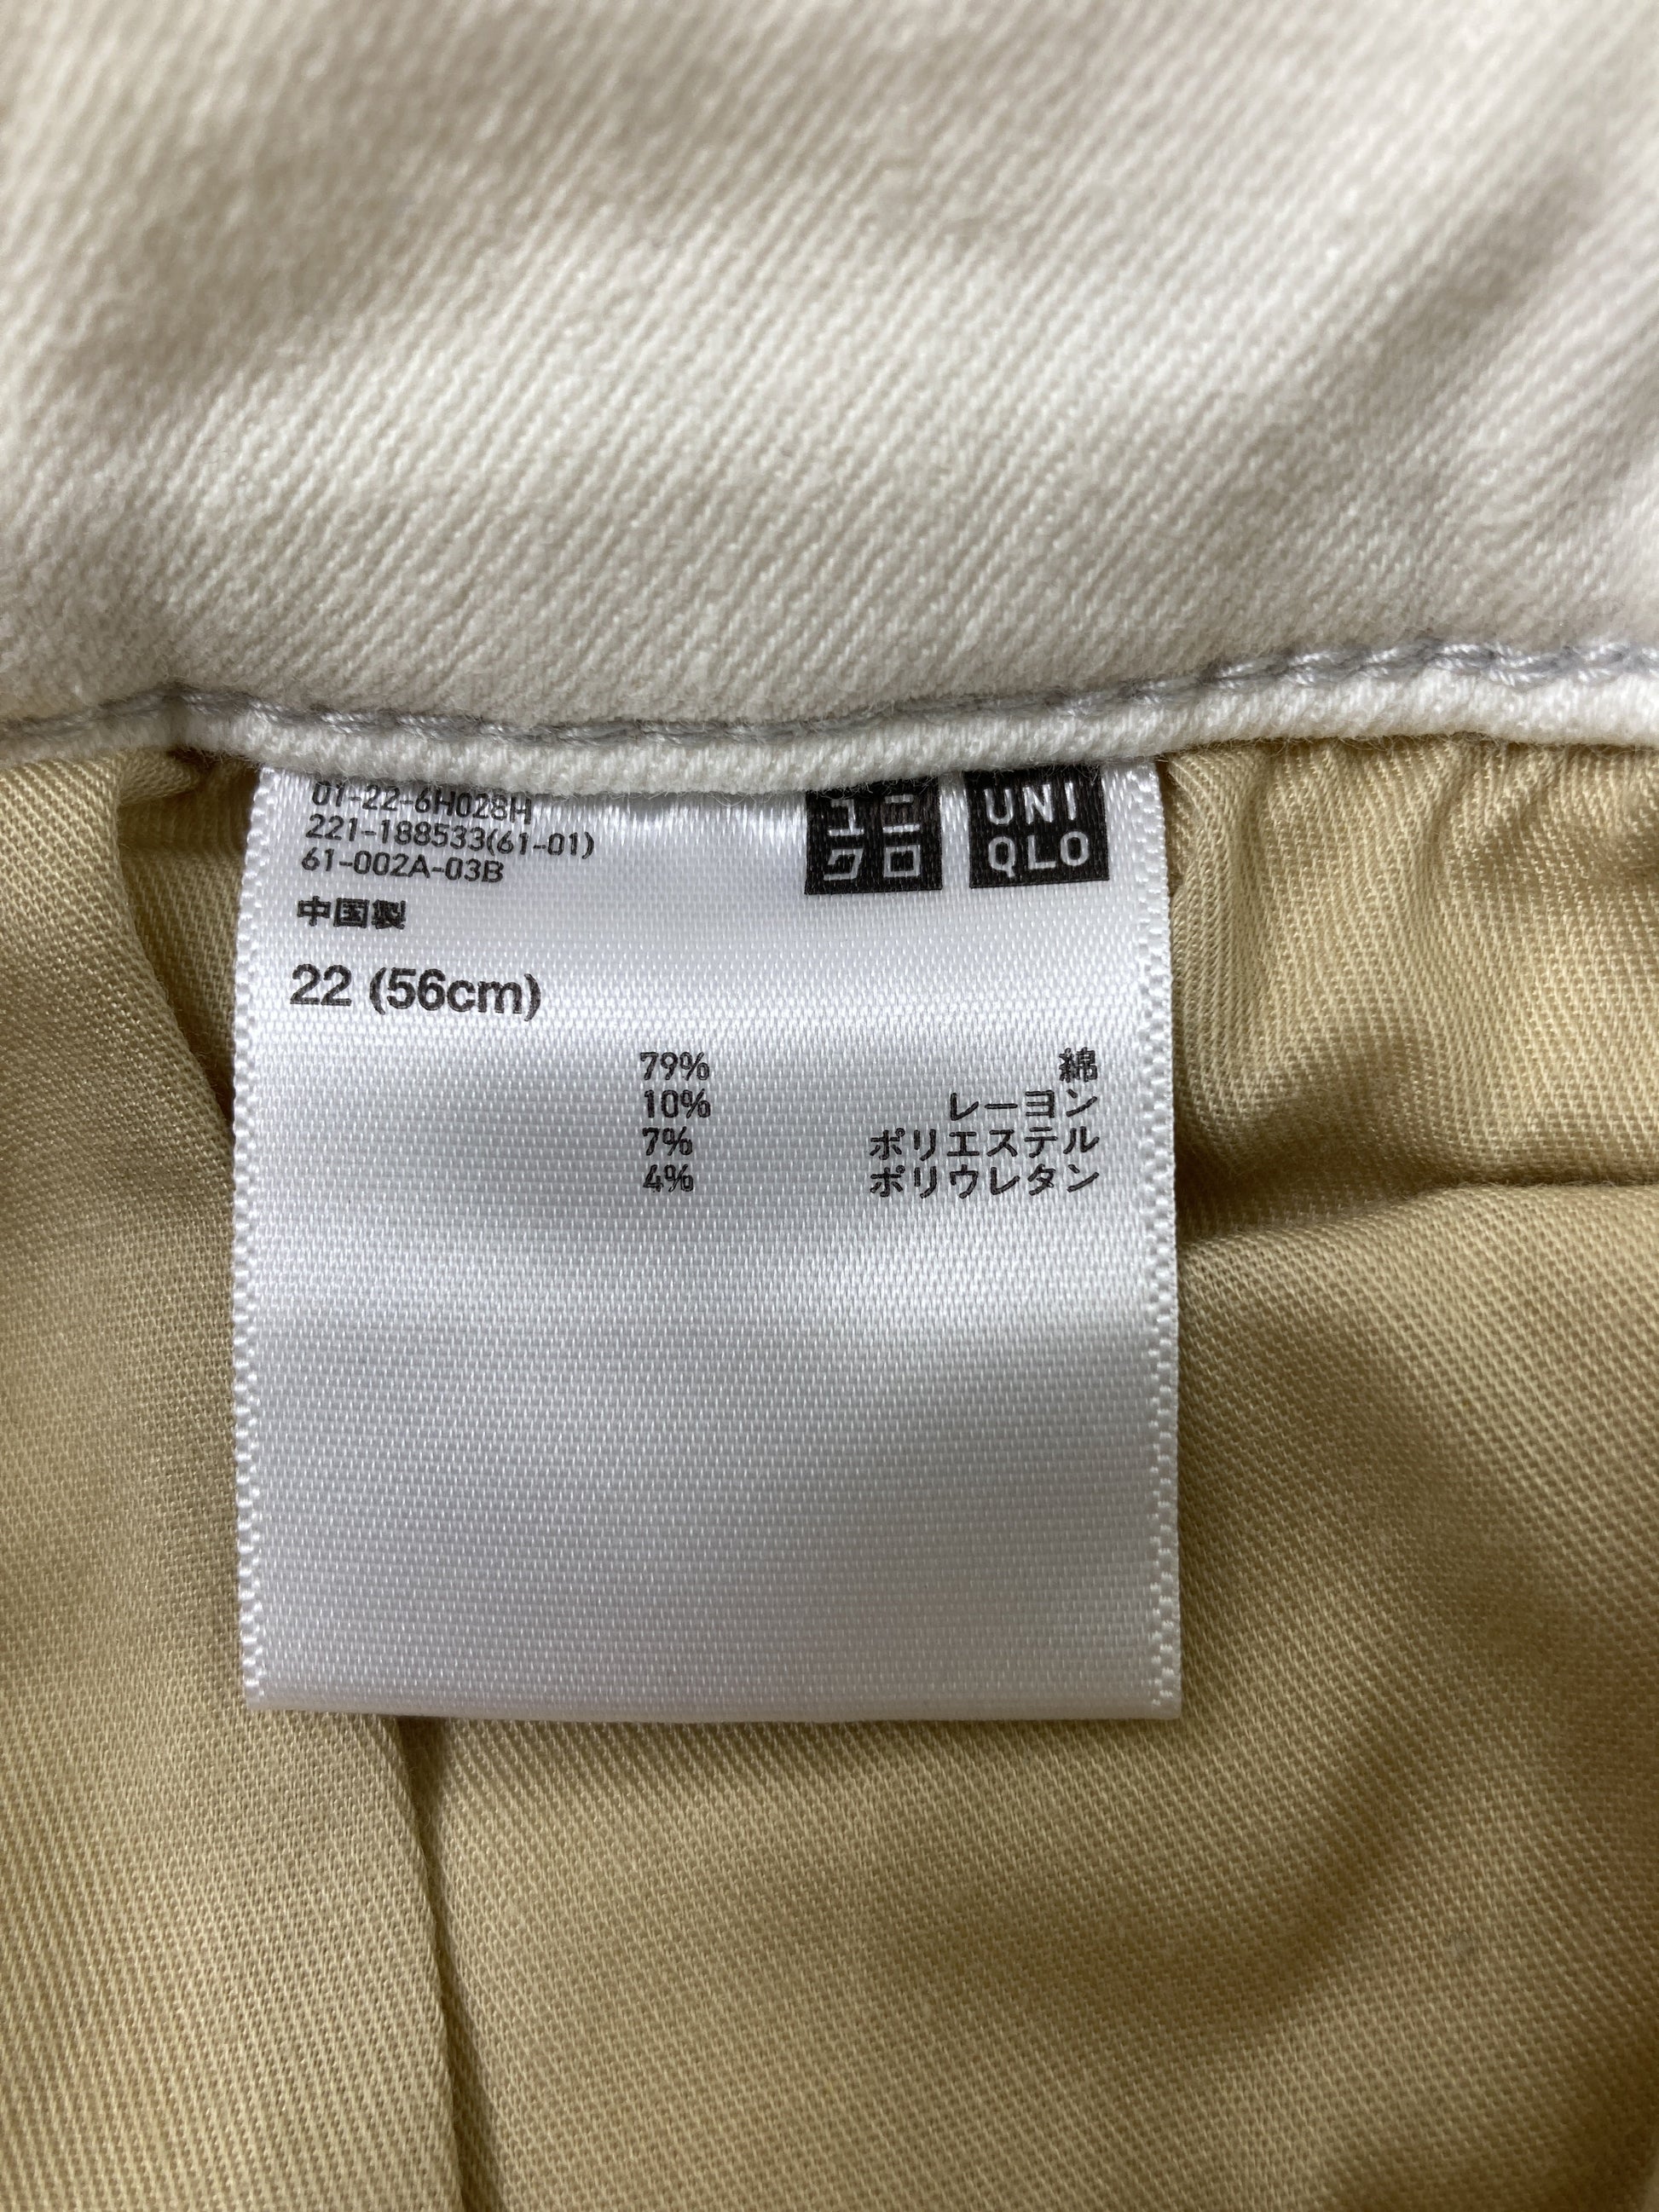 01-22-6H028H
221-188533(61-01)
61-002A-03B
ユニ
クロ
UNI
QLO
中国製
22 (56cm)
79% 綿
10% レーヨン
7% ポリエステル
4% ポリウレタン